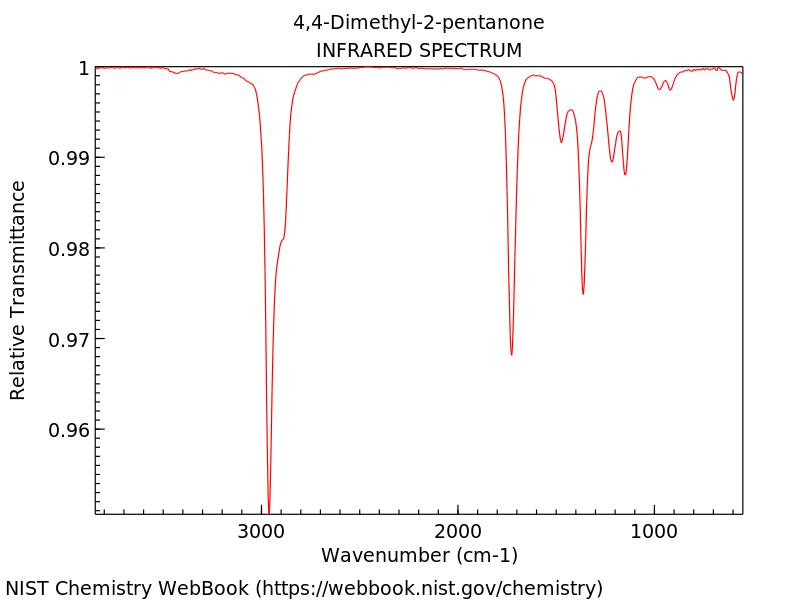 4,4-Dimethyl-2-pentanone
INFRARED SPECTRUM
1
0.99
0.98
0.97
0.96
Relative Transmittance
3000 2000 1000
Wavenumber (cm-1)
NIST Chemistry WebBook (https://webbook.nist.gov/chemistry)